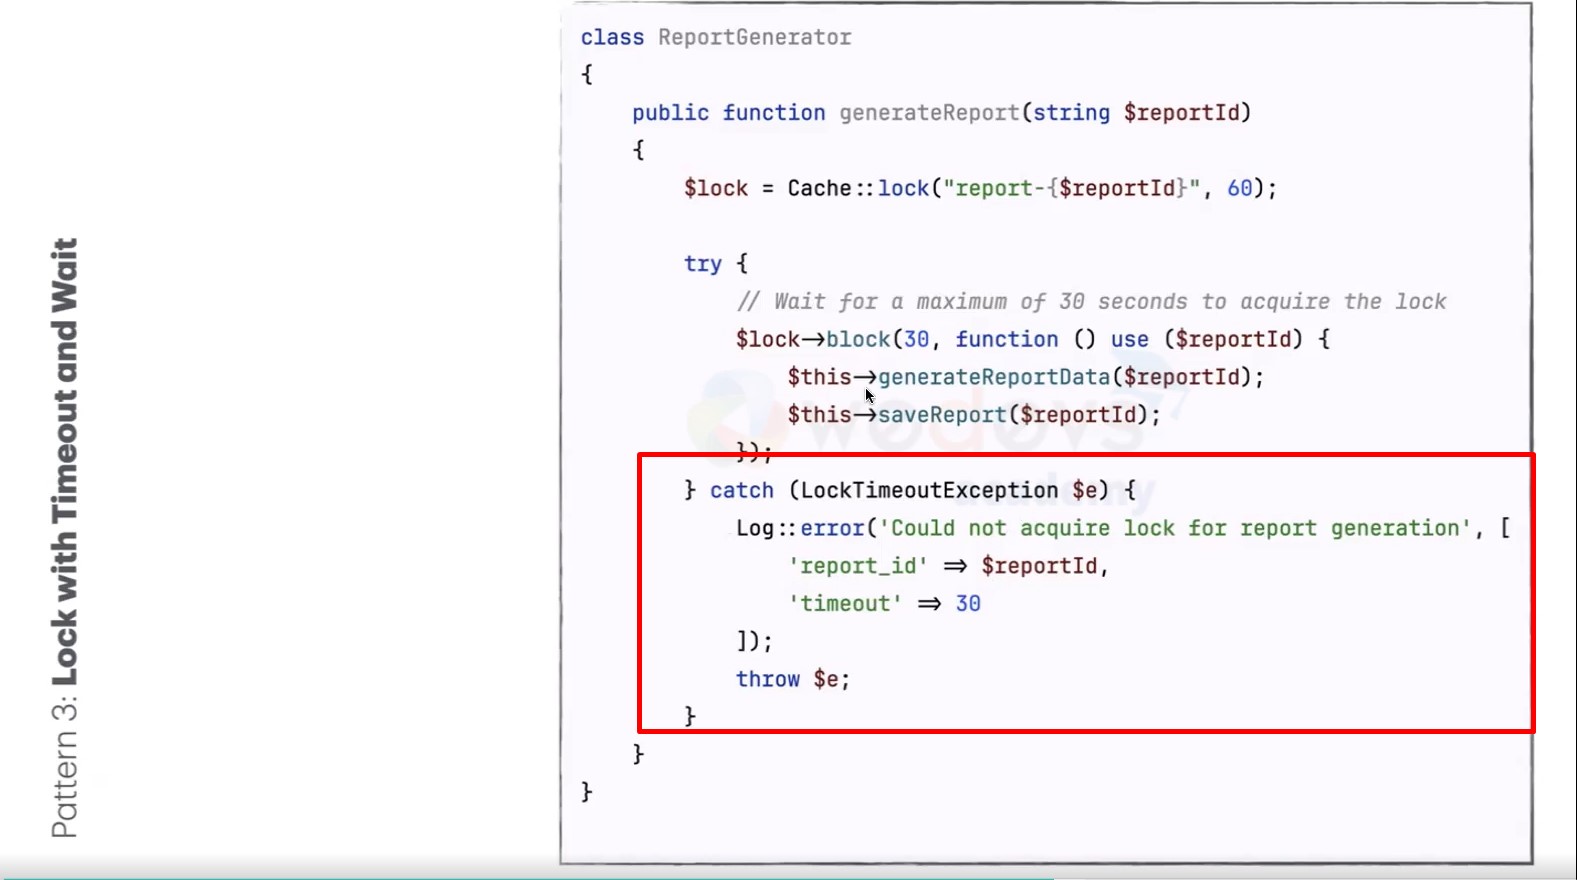 Pattern 3: Lock with Timeout and Wait
class ReportGenerator
{
    public function generateReport(string $reportId)
    {
        $lock = Cache::lock("report-{$reportId}", 60);

        try {
            // Wait for a maximum of 30 seconds to acquire the lock
            $lock->block(30, function () use ($reportId) {
                $this->generateReportData($reportId);
                $this->saveReport($reportId);
            });
        } catch (LockTimeoutException $e) {
            Log::error('Could not acquire lock for report generation', [
                'report_id' => $reportId,
                'timeout' => 30
            ]);
            throw $e;
        }
    }
}
wedevs
academy